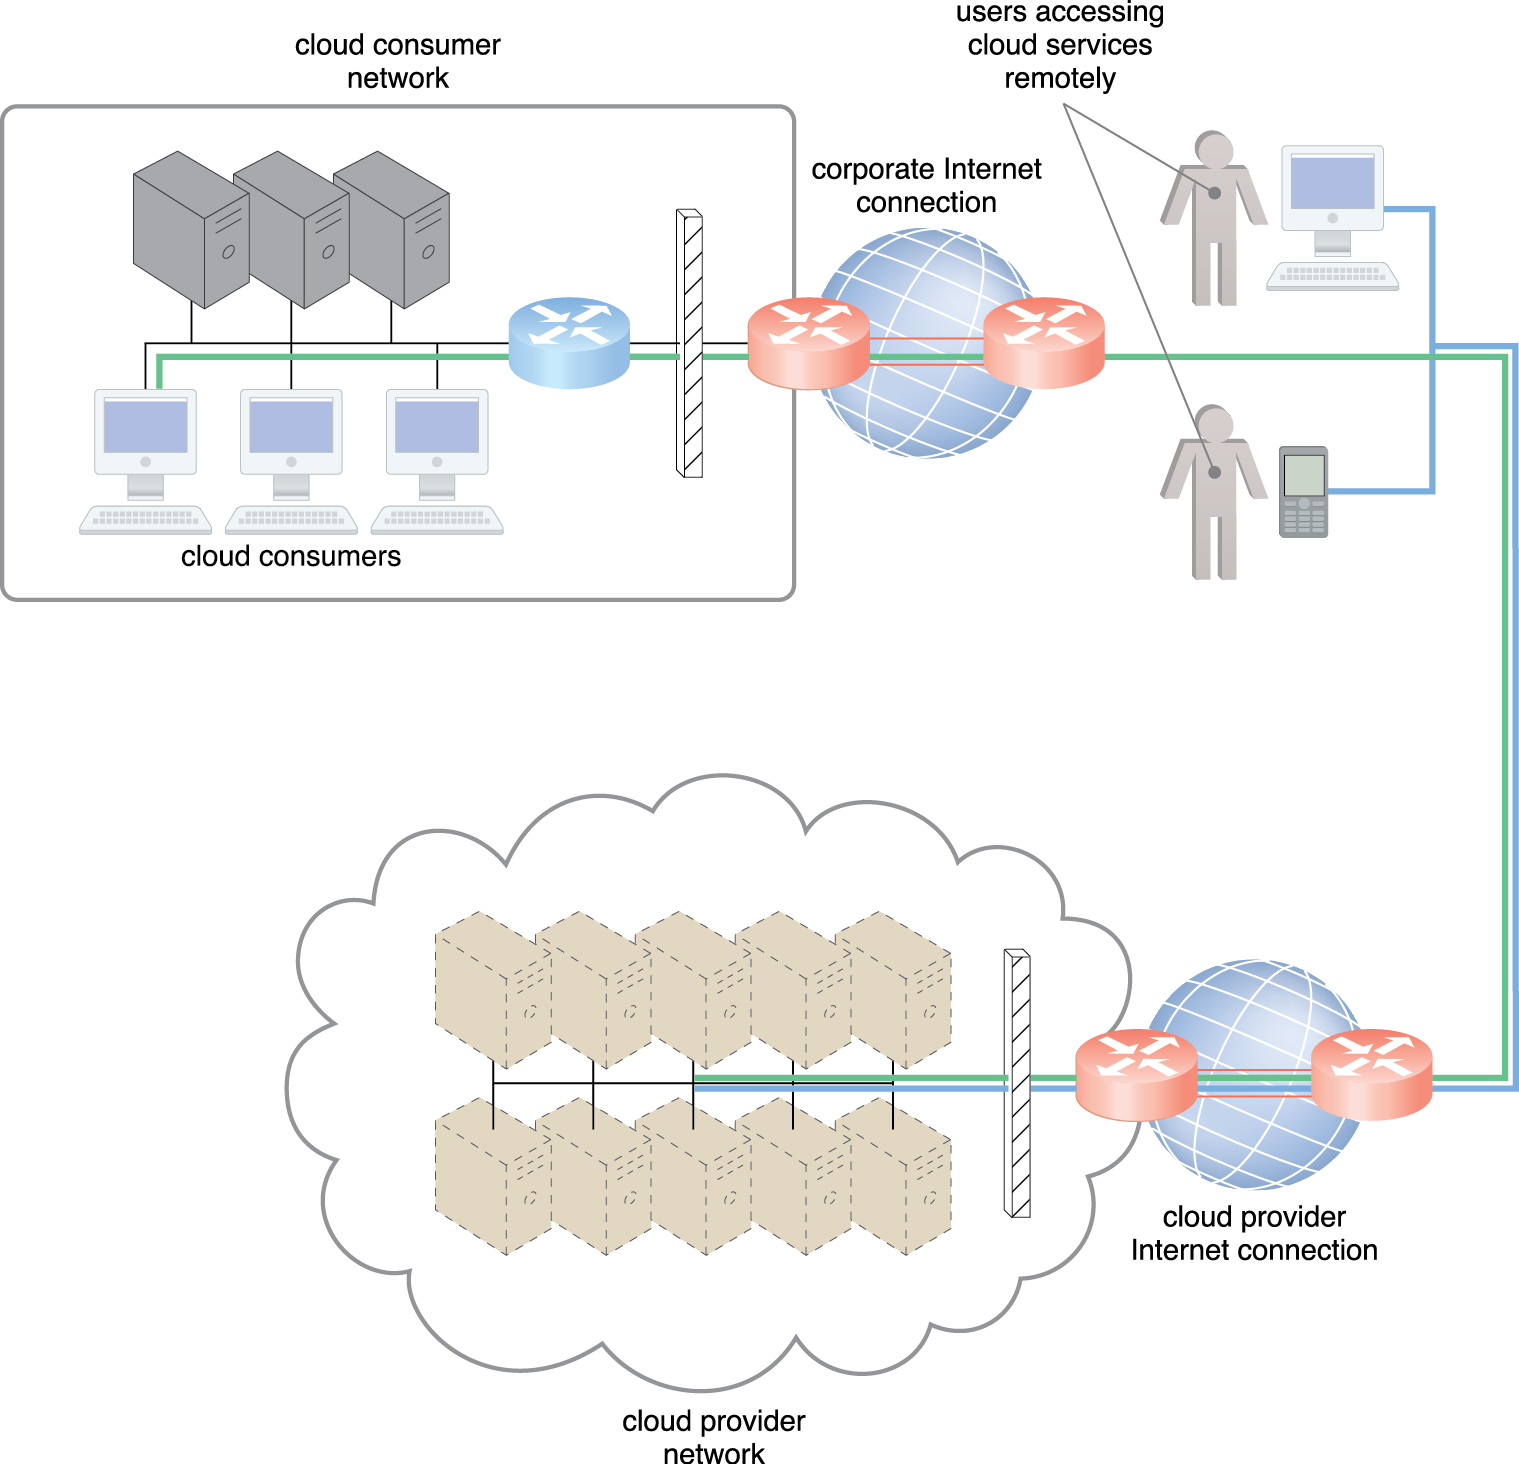 users accessing
cloud services
remotely
cloud consumer
network
corporate Internet
connection
cloud consumers
cloud provider
Internet connection
cloud provider
network